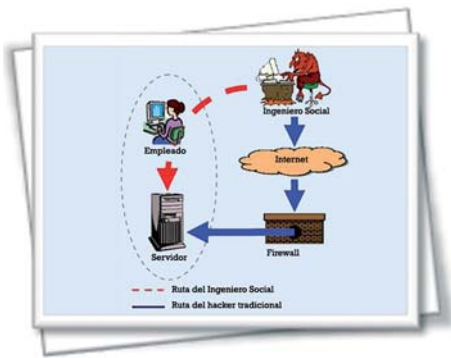 Ingeniero Social
Empleado
Internet
Servidor
Firewall
Ruta del Ingeniero Social
Ruta del hacker tradicional